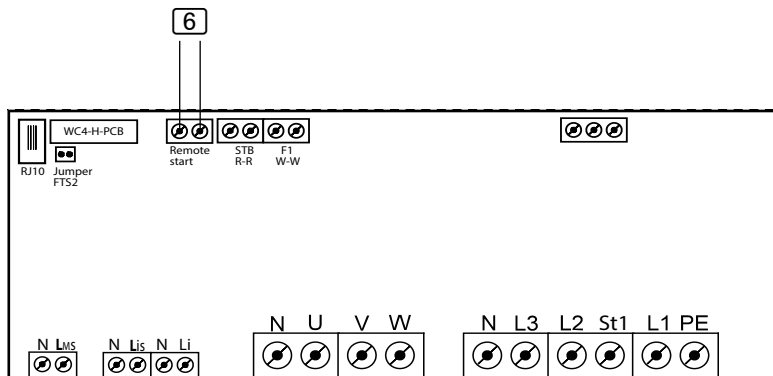 6
WC4-H-PCB
RJ10
Jumper
FTS2
Remote
start
STB
R-R
F1
W-W
N LMS
N LiS N Li
N U V W
N L3 L2 St1 L1 PE